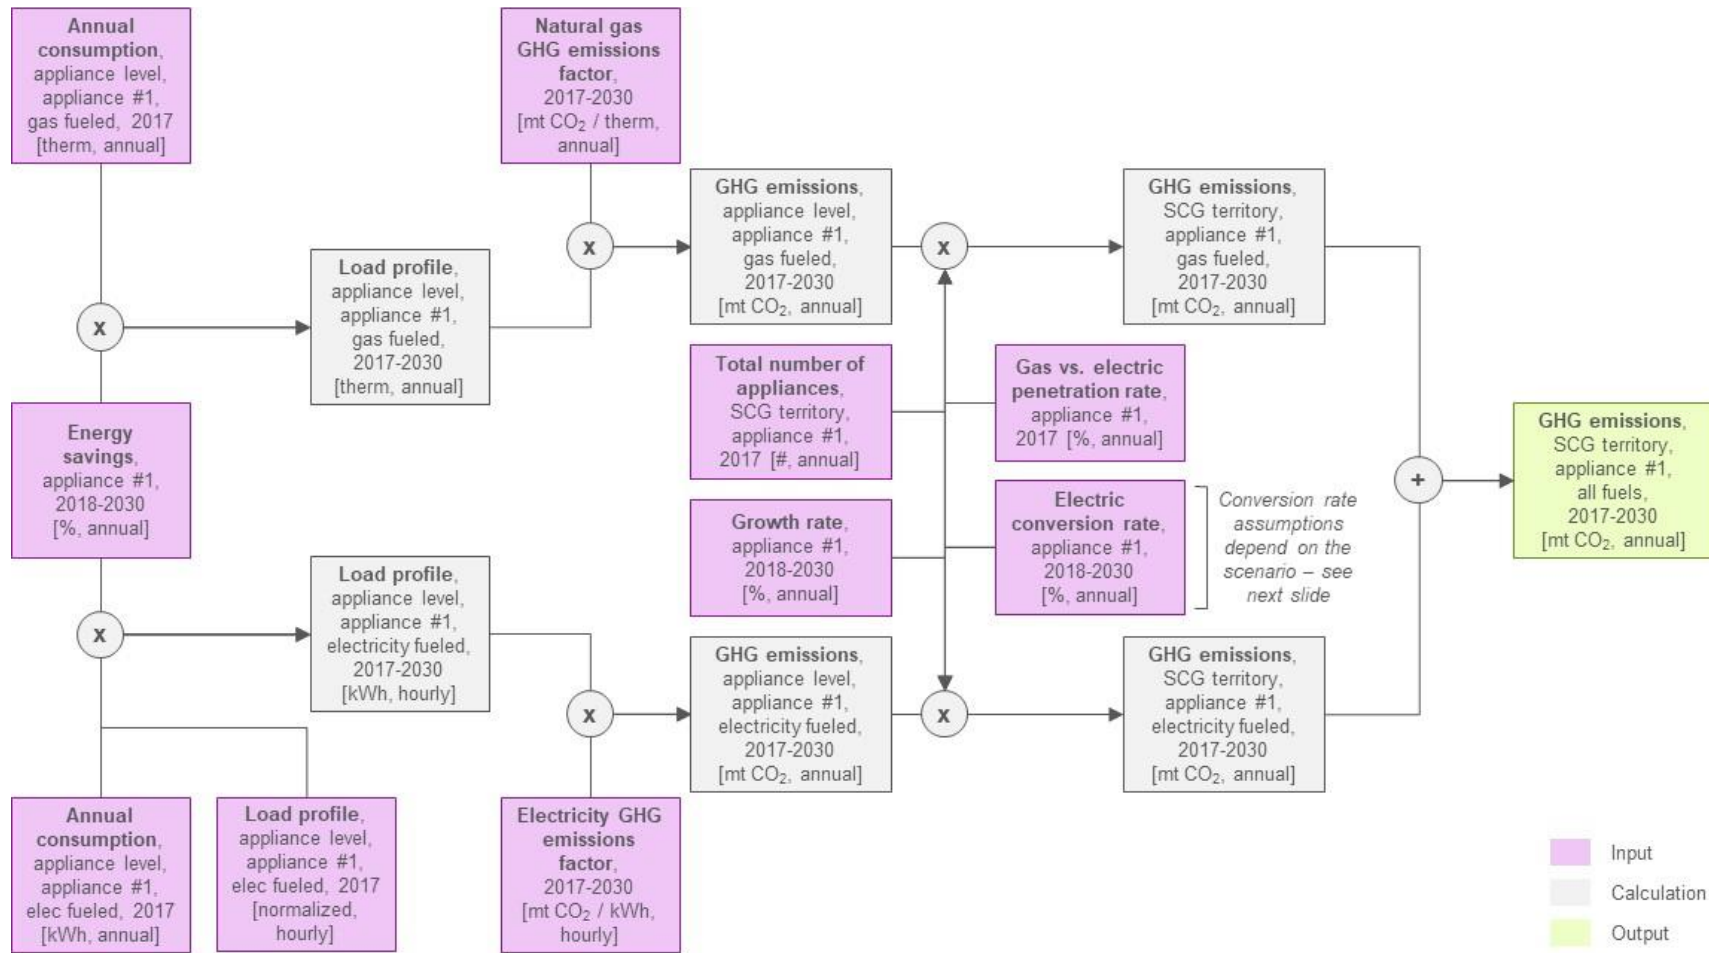 Annual
consumption,
appliance level,
appliance #1,
gas fueled, 2017
[therm, annual]
Natural gas
GHG emissions
factor,
2017-2030
[mt CO₂ / therm,
annual]
GHG emissions,
appliance level,
appliance #1,
gas fueled,
2017-2030
[mt CO₂, annual]
GHG emissions,
SCG territory,
appliance #1,
gas fueled,
2017-2030
[mt CO₂, annual]
x
x
Load profile,
appliance level,
appliance #1,
gas fueled,
2017-2030
[therm, annual]
x
Total number of
appliances,
SCG territory,
appliance #1,
2017 [#, annual]
Gas vs. electric
penetration rate,
appliance #1,
2017 [%, annual]
Energy
savings,
appliance #1,
2018-2030
[%, annual]
GHG emissions,
SCG territory,
appliance #1,
all fuels,
2017-2030
[mt CO₂, annual]
+
Growth rate,
appliance #1,
2018-2030
[%, annual]
Electric
conversion rate,
appliance #1,
2018-2030
[%, annual]
Conversion rate
assumptions
depend on the
scenario – see
next slide
x
Load profile,
appliance level,
appliance #1,
electricity fueled,
2017-2030
[kWh, hourly]
x
GHG emissions,
appliance level,
appliance #1,
electricity fueled,
2017-2030
[mt CO₂, annual]
x
GHG emissions,
SCG territory,
appliance #1,
electricity fueled,
2017-2030
[mt CO₂, annual]
Annual
consumption,
appliance level,
appliance #1,
elec fueled, 2017
[kWh, annual]
Load profile,
appliance level,
appliance #1,
elec fueled, 2017
[normalized,
hourly]
Electricity GHG
emissions
factor,
2017-2030
[mt CO₂ / kWh,
hourly]
Input
Calculation
Output